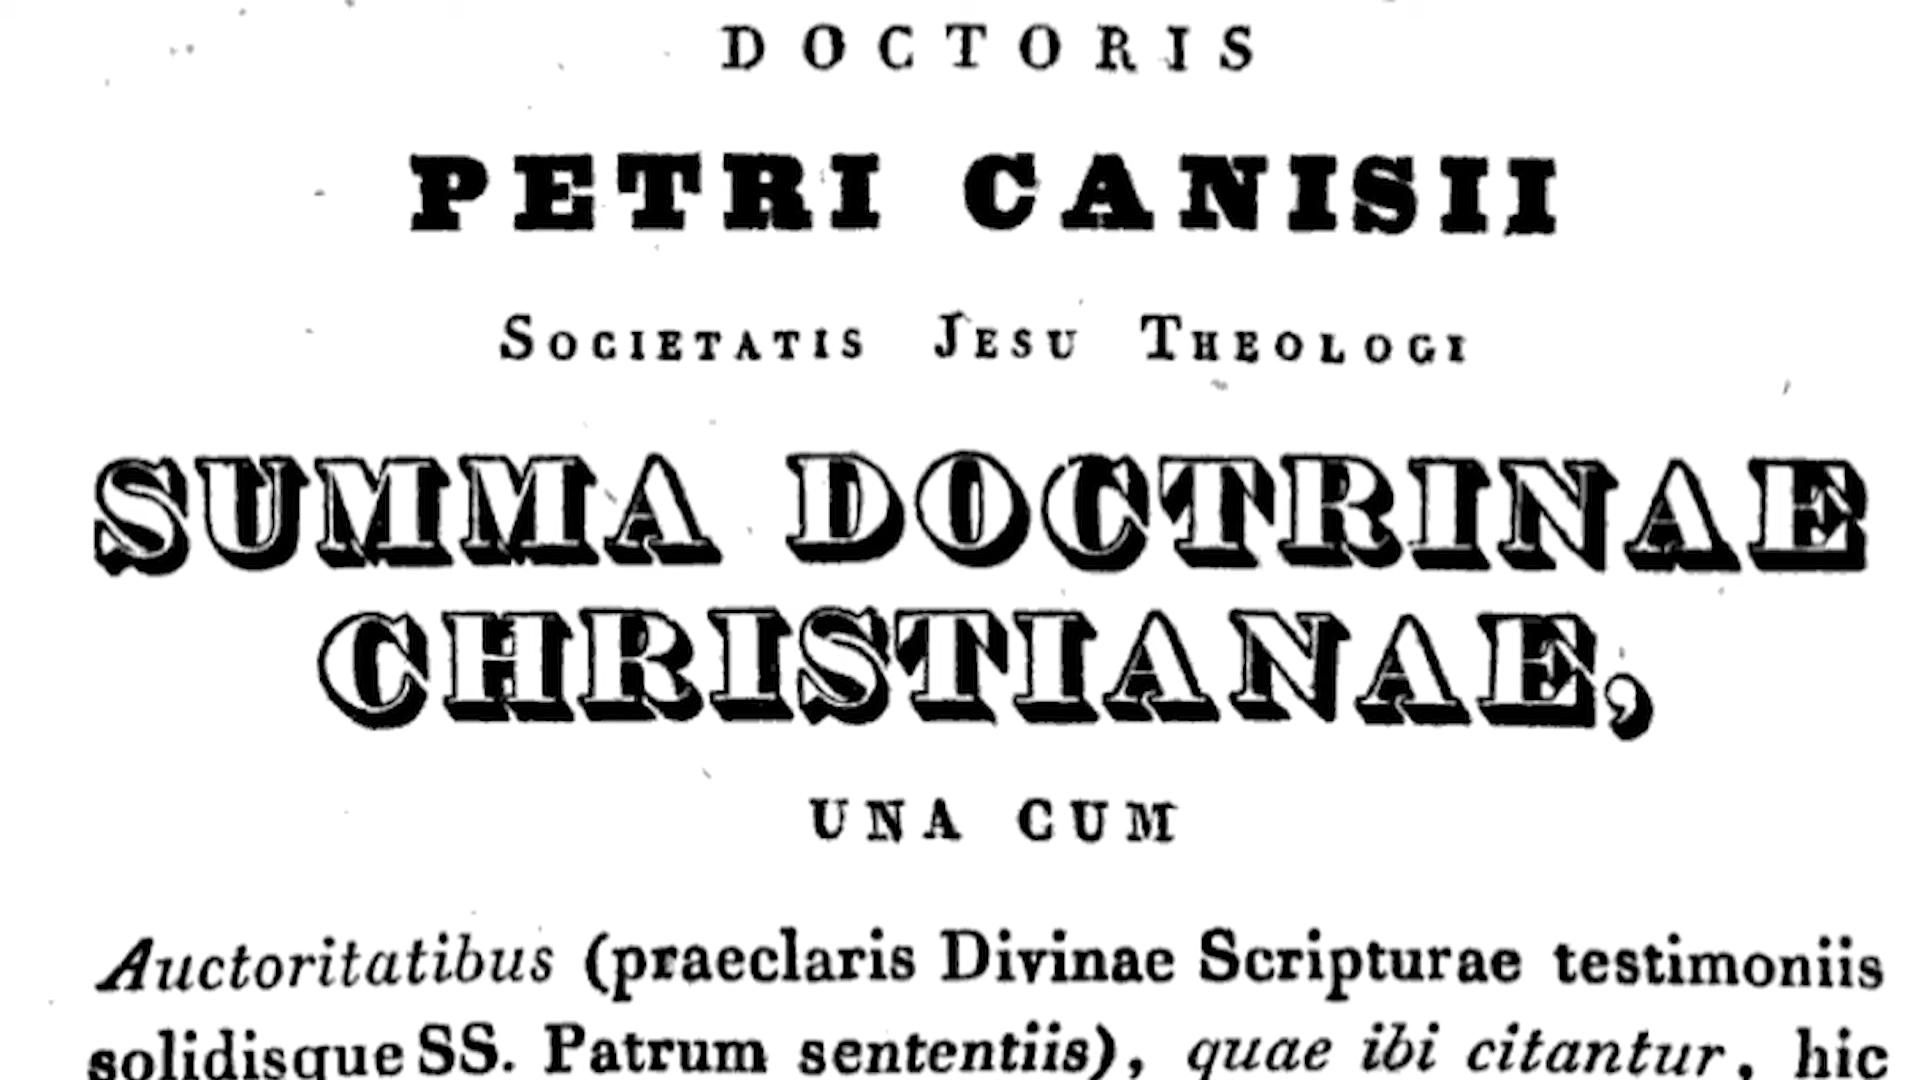 DOCTORIS
PETRI CANISII
SOCIETATIS JESU THEOLOGI
SUMMA DOCTRINAE
CHRISTIANAE,
UNA CUM
Auctoritatibus (praeclaris Divinae Scripturae testimoniis
solidisque SS. Patrum sententiis), quae ibi citantur, hic